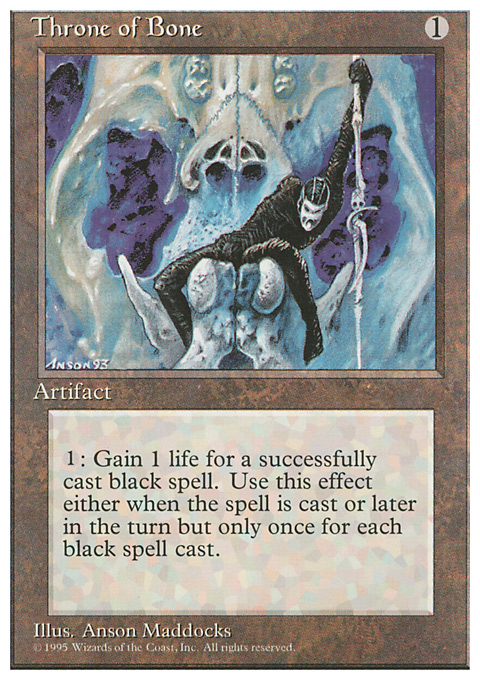 Throne of Bone 1
ANSON 93
Artifact
1: Gain 1 life for a successfully
cast black spell. Use this effect
either when the spell is cast or later
in the turn but only once for each
black spell cast.
Illus. Anson Maddocks
© 1995 Wizards of the Coast, Inc. All rights reserved.